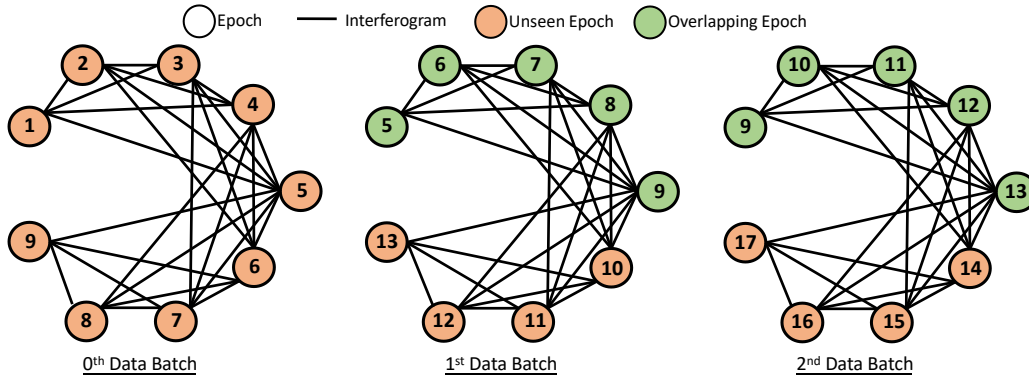 Epoch Interferogram Unseen Epoch Overlapping Epoch
2 3 4 1 5 9 6 8 7
6 7 8 5 9 13 10 12 11
10 11 12 9 13 17 14 16 15
0th Data Batch 1st Data Batch 2nd Data Batch